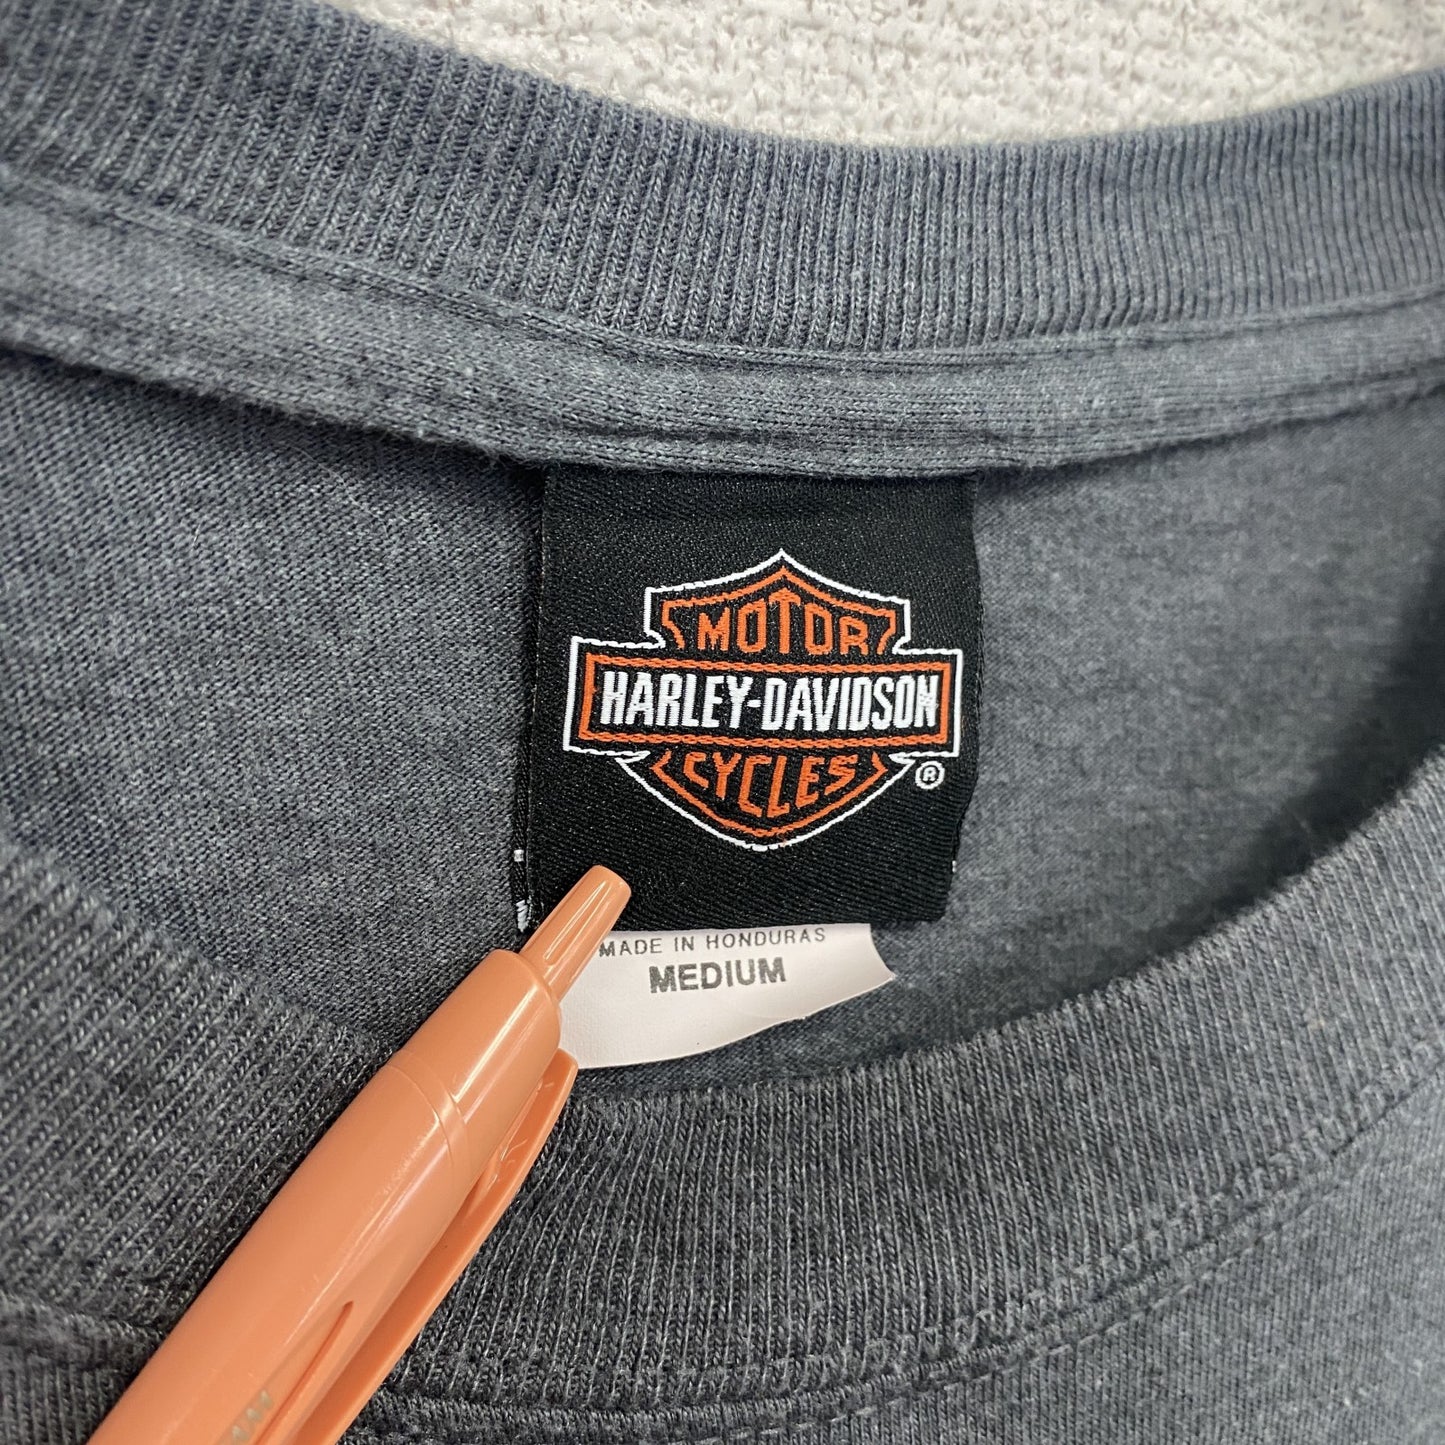 MOTOR
HARLEY-DAVIDSON
CYCLES
®
MADE IN HONDURAS
MEDIUM